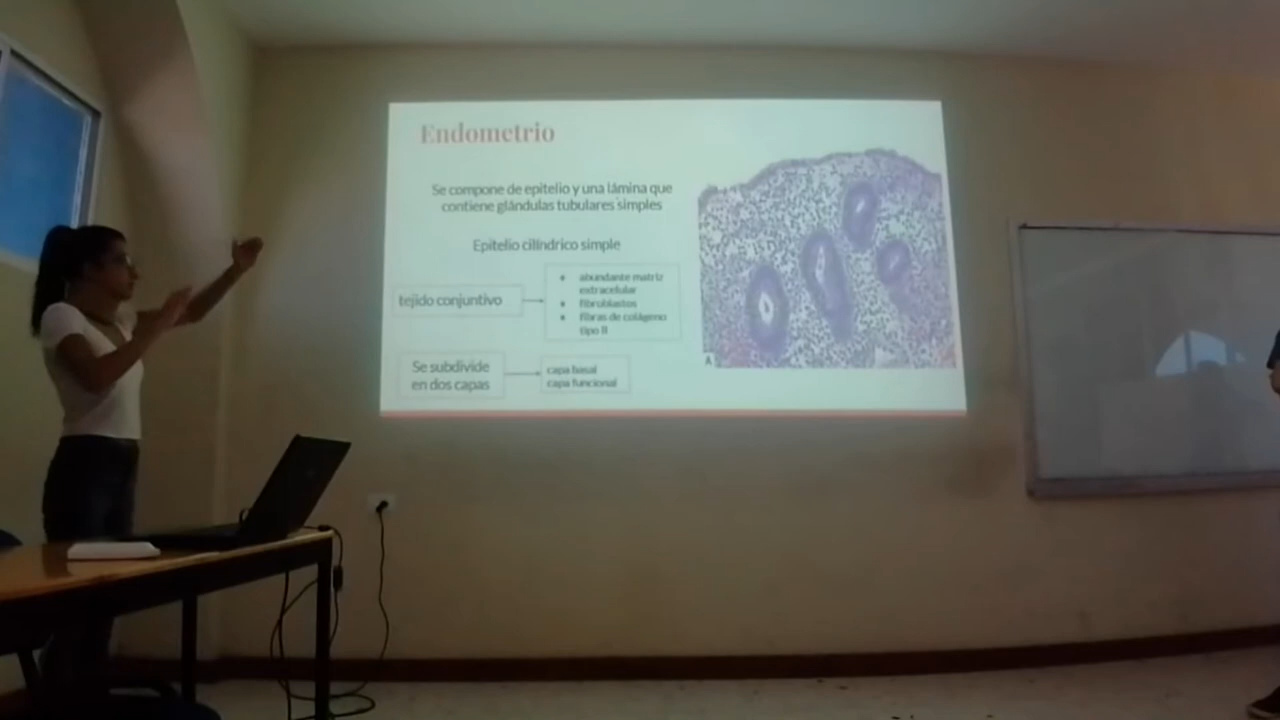 Endometrio
Se compone de epitelio y una lámina que
contiene glándulas tubulares simples
Epitelio cilíndrico simple
tejido conjuntivo
abundante matriz
extracelular
fibroblastos
fibras de colágeno
tipo II
Se subdivide
en dos capas
capa basal
capa funcional
A